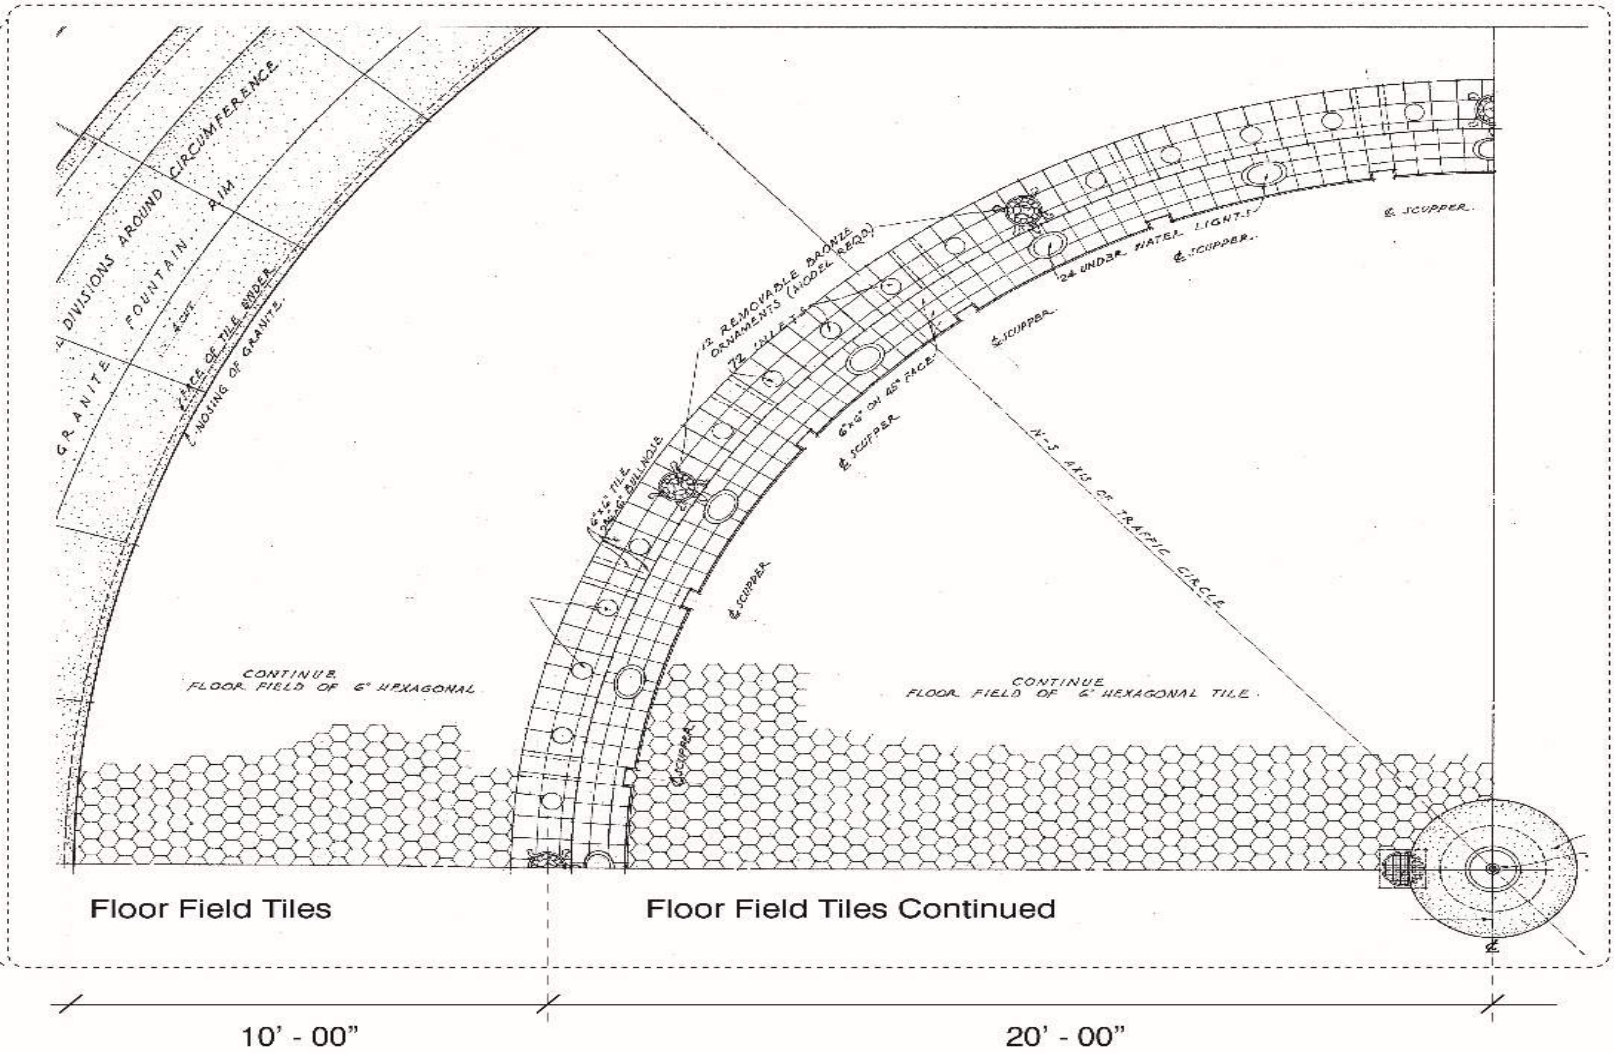 DIVISIONS AROUND CIRCUMFERENCE
GRANITE FOUNTAIN RIM
FACE OF TILE UNDER
NOSING OF GRANITE.
12 REMOVABLE BRONZE
ORNAMENTS (MODEL REQD)
72 INLETS
6"x6" TILE
BULLNOSE
6"x6" ON 45° FACE
24 UNDER WATER LIGHTS
℄ SCUPPER.
℄ SCUPPER.
℄ SCUPPER.
℄ SCUPPER
℄ SCUPPER
℄ SCUPPER.
N-S AXIS OF TRAFFIC CIRCLE
CONTINUE
FLOOR FIELD OF 6" HEXAGONAL
CONTINUE
FLOOR FIELD OF 6" HEXAGONAL TILE.
℄
Floor Field Tiles
Floor Field Tiles Continued
10' - 00”
20' - 00”